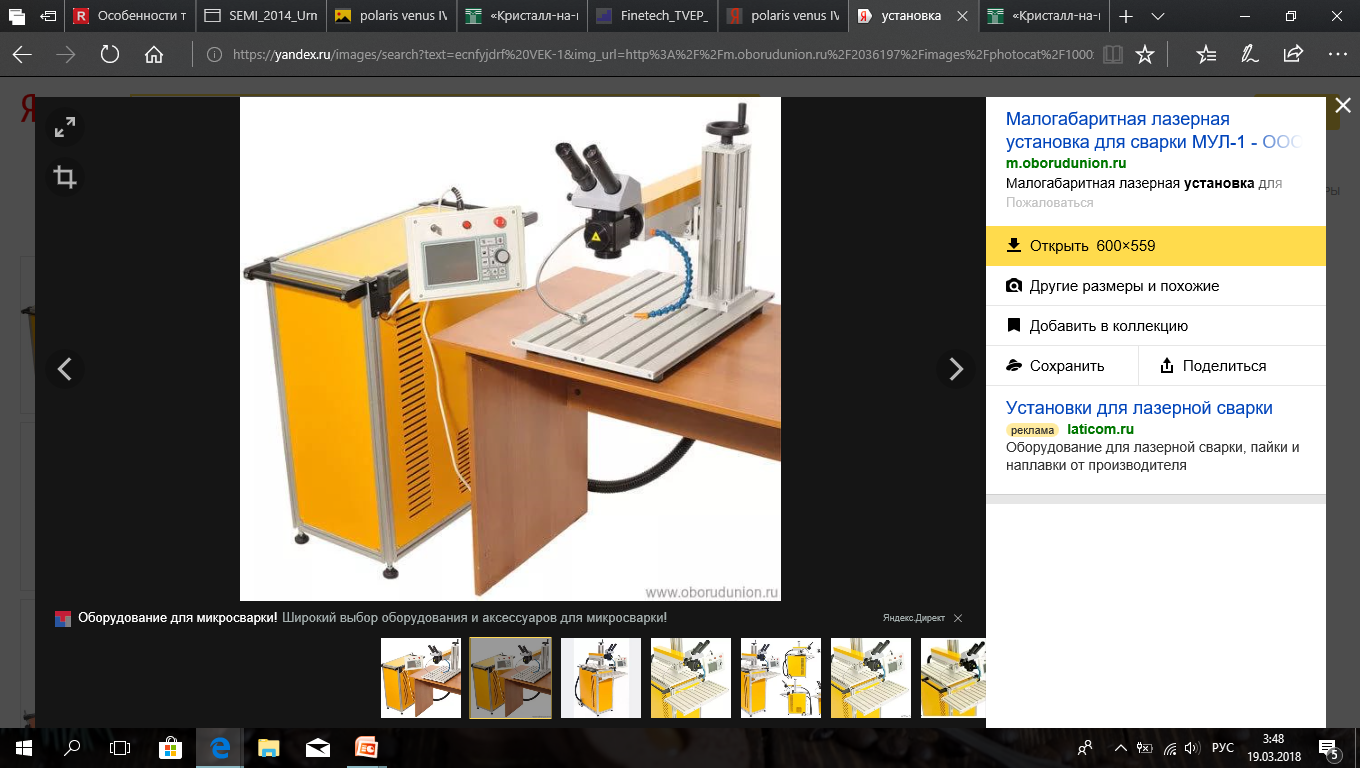 Особенности т
SEMI_2014_Urm
polaris venus IV
«Кристалл-на-к
Finetech_TVEP_
polaris venus IV
установка
«Кристалл-на-к
https://yandex.ru/images/search?text=ecnfyjdrf%20VEK-1&img_url=http%3A%2F%2Fm.oborudunion.ru%2F2036197%2Fimages%2Fphotocat%2F1000
Малогабаритная лазерная
установка для сварки МУЛ-1 - ООО
m.oborudunion.ru
Малогабаритная лазерная установка для
Пожаловаться
Открыть 600×559
Другие размеры и похожие
Добавить в коллекцию
Сохранить
Поделиться
Установки для лазерной сварки
реклама laticom.ru
Оборудование для лазерной сварки, пайки и
наплавки от производителя
www.oborudunion.ru
Оборудование для микросварки! Широкий выбор оборудования и аксессуаров для микросварки!
Яндекс.Директ
РУС
3:48
19.03.2018
5